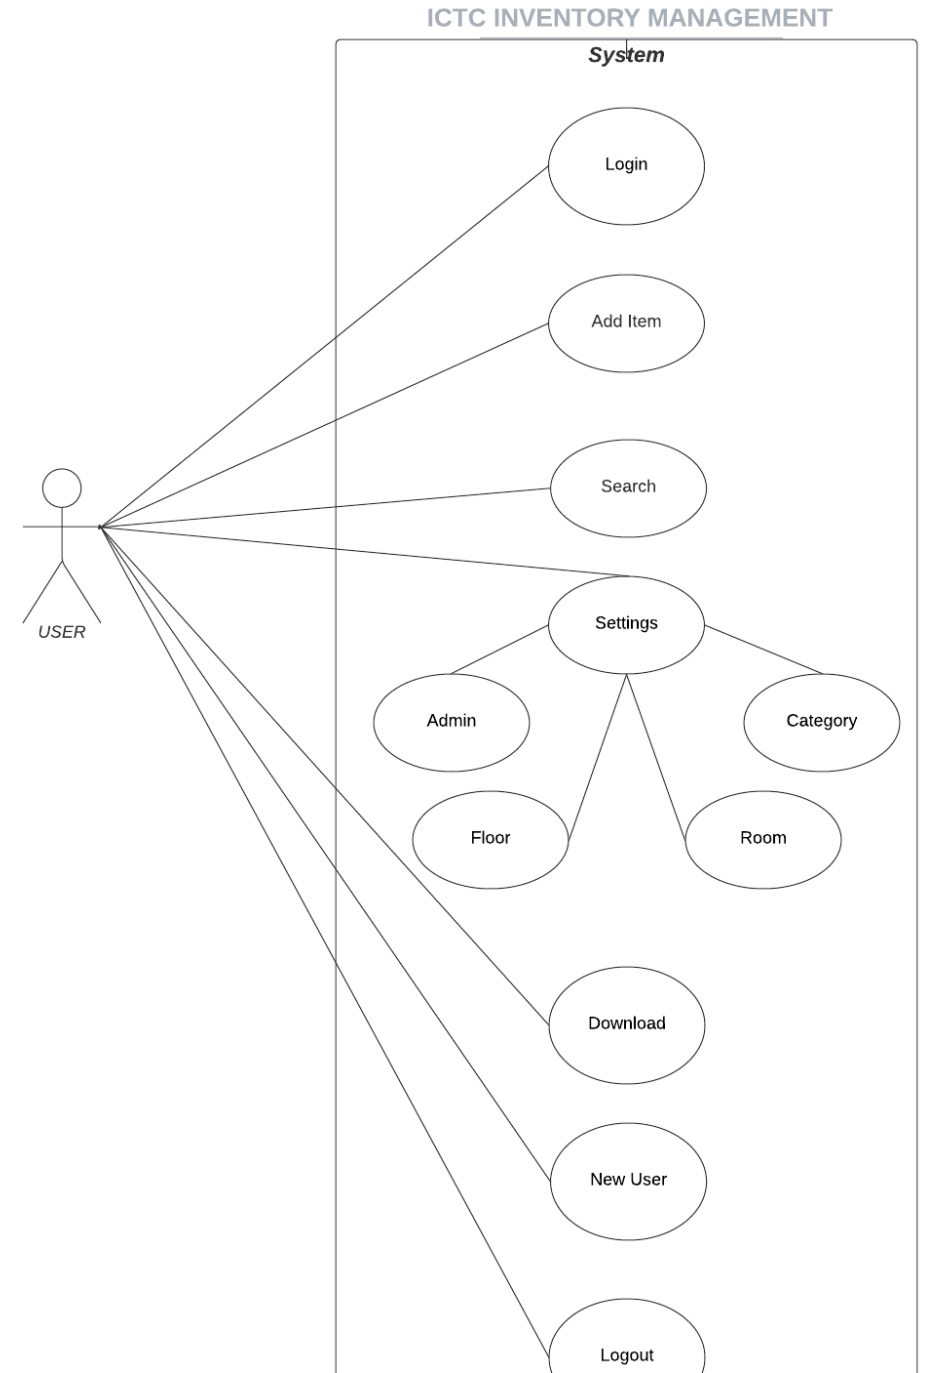 ICTC INVENTORY MANAGEMENT
System
Login
Add Item
Search
USER
Settings
Admin
Category
Floor
Room
Download
New User
Logout